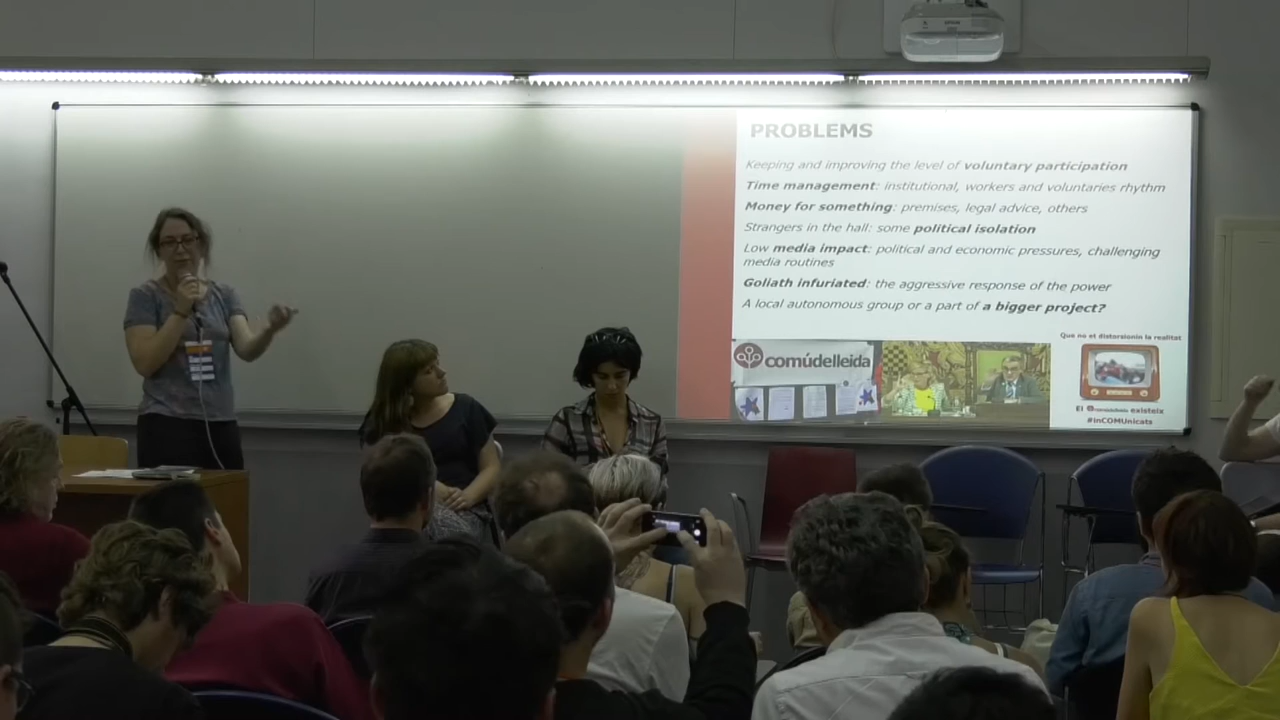 PROBLEMS
Keeping and improving the level of voluntary participation
Time management: institutional, workers and voluntaries rhythm
Money for something: premises, legal advice, others
Strangers in the hall: some political isolation
Low media impact: political and economic pressures, challenging
media routines
Goliath infuriated: the aggressive response of the power
A local autonomous group or a part of a bigger project?
comúdelleida
Que no et distorsionin la realitat
El comúdelleida existeix
#inCOMUnicats